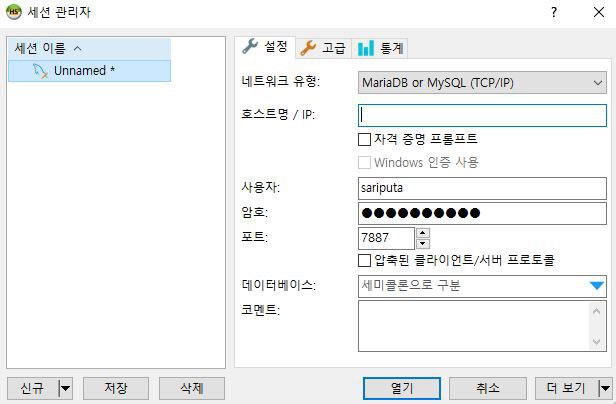 HS 세션 관리자 ? ×
세션 이름
Unnamed *
설정 고급 통계
네트워크 유형: MariaDB or MySQL (TCP/IP)
호스트명 / IP:
자격 증명 프롬프트
Windows 인증 사용
사용자: sariputa
암호: ●●●●●●●●●●
포트: 7887
압축된 클라이언트/서버 프로토콜
데이터베이스: 세미콜론으로 구분
코멘트:
신규 저장 삭제 열기 취소 더 보기